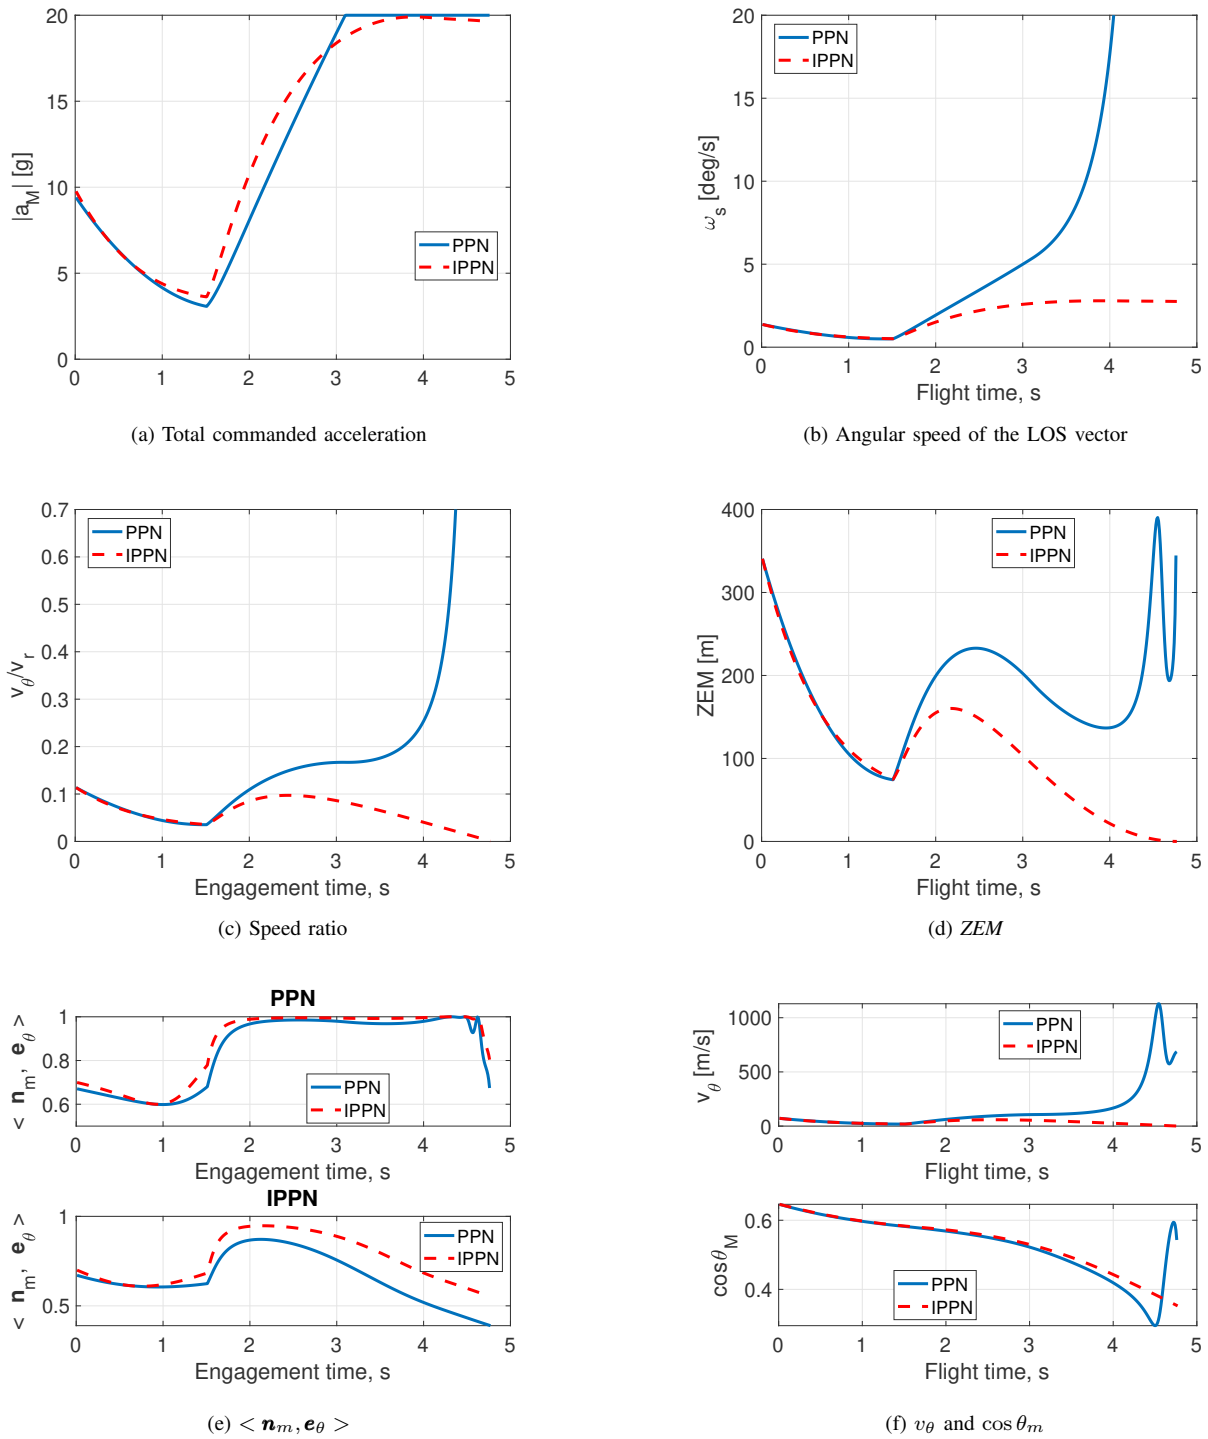 20
15
10
5
0
|a_M| [g]
PPN
IPPN
0 1 2 3 4 5
(a) Total commanded acceleration
20
15
10
5
0
ω_s [deg/s]
PPN
IPPN
0 1 2 3 4 5
Flight time, s
(b) Angular speed of the LOS vector
0.7
0.6
0.5
0.4
0.3
0.2
0.1
0
v_θ/v_r
PPN
IPPN
0 1 2 3 4 5
Engagement time, s
(c) Speed ratio
400
300
200
100
0
ZEM [m]
PPN
IPPN
0 1 2 3 4 5
Flight time, s
(d) ZEM
PPN
1
0.8
0.6
< n_m, e_θ >
PPN
IPPN
0 1 2 3 4 5
Engagement time, s
IPPN
1
0.5
< n_m, e_θ >
PPN
IPPN
0 1 2 3 4 5
Engagement time, s
(e) < n_m, e_θ >
1000
500
0
v_θ [m/s]
PPN
IPPN
0 1 2 3 4 5
Flight time, s
0.6
0.4
cosθ_M
PPN
IPPN
0 1 2 3 4 5
Flight time, s
(f) v_θ and cos θ_m